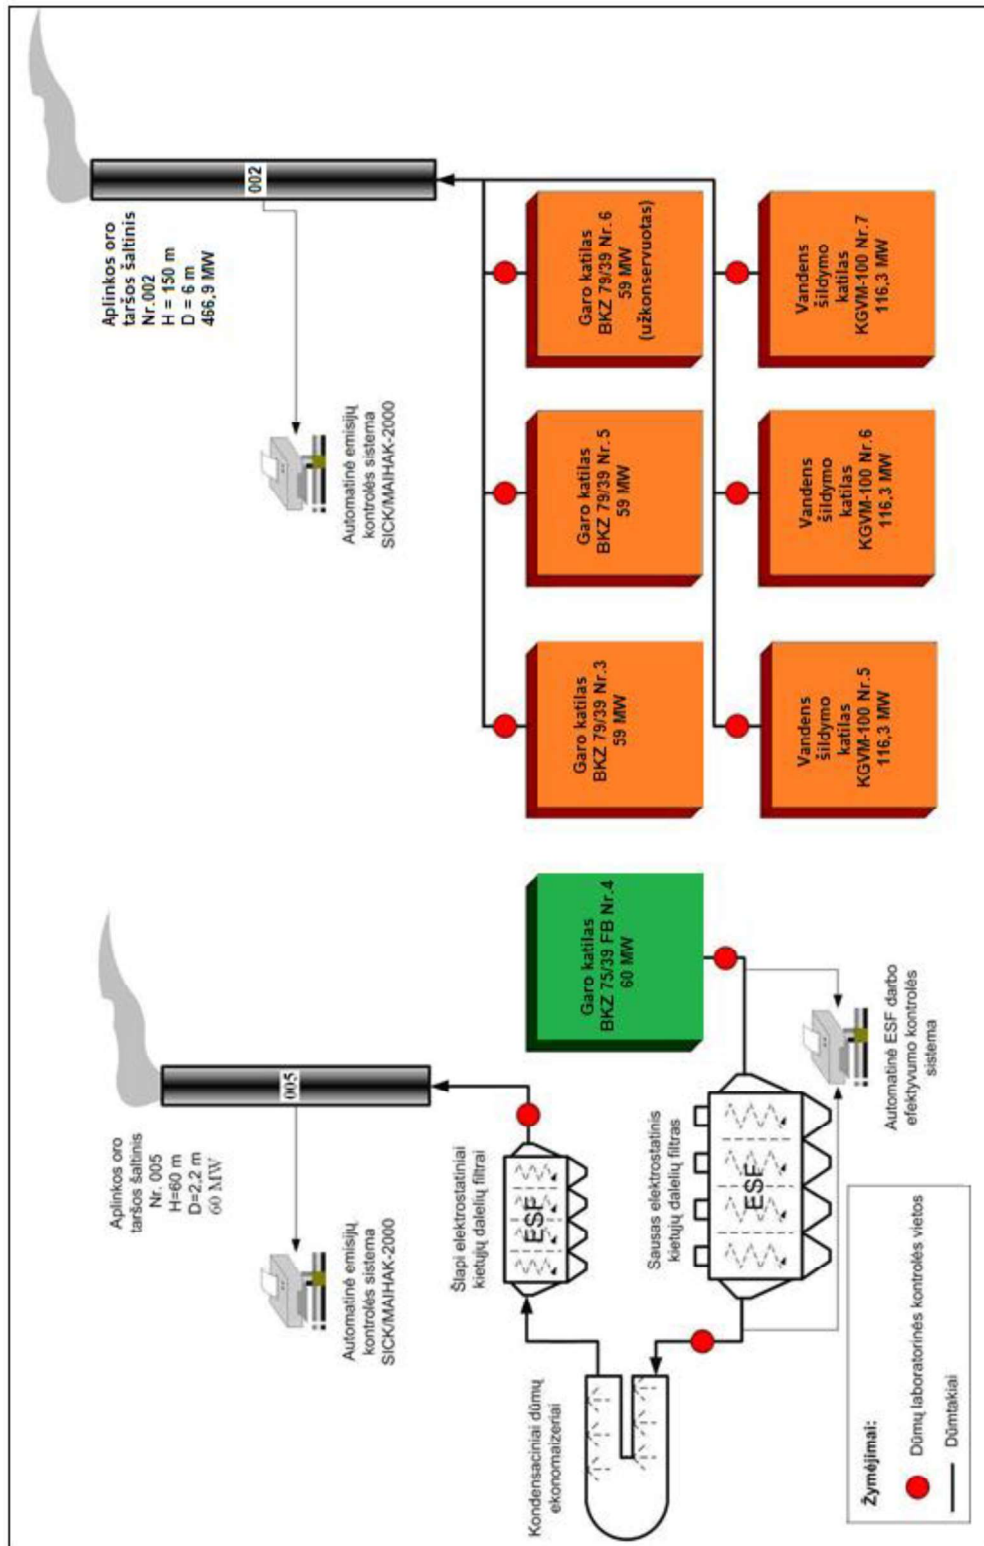 Aplinkos oro
taršos šaltinis
Nr. 005
H=60 m
D=2,2 m
60 MW
005
Automatinė emisijų
kontrolės sistema
SICK/MAIHAK-2000
Aplinkos oro
taršos šaltinis
Nr.002
H = 150 m
D = 6 m
466,9 MW
002
Automatinė emisijų
kontrolės sistema
SICK/MAIHAK-2000
Šlapi elektrostatiniai
kietųjų dalelių filtrai
ESF
Kondensaciniai dūmų
ekonomaizeriai
Sausas elektrostatinis
kietųjų dalelių filtras
ESF
Garo katilas
BKZ 75/39 FB Nr.4
60 MW
Automatinė ESF darbo
efektyvumo kontrolės
sistema
Garo katilas
BKZ 79/39 Nr.3
59 MW
Garo katilas
BKZ 79/39 Nr.5
59 MW
Garo katilas
BKZ 79/39 Nr.6
59 MW
(užkonservuotas)
Vandens
šildymo
katilas
KGVM-100 Nr.5
116,3 MW
Vandens
šildymo
katilas
KGVM-100 Nr.6
116,3 MW
Vandens
šildymo
katilas
KGVM-100 Nr.7
116,3 MW
Žymėjimai:
Dūmų laboratorinės kontrolės vietos
Dūmtakiai